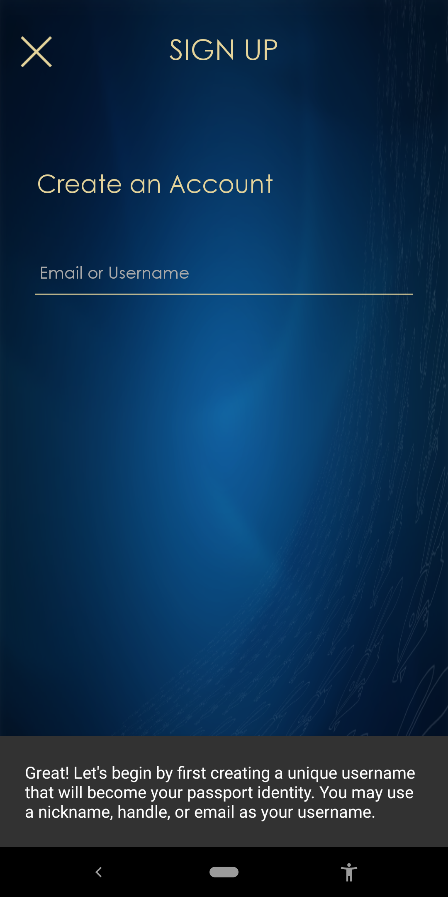 SIGN UP
Create an Account
Email or Username
Great! Let's begin by first creating a unique username
that will become your passport identity. You may use
a nickname, handle, or email as your username.